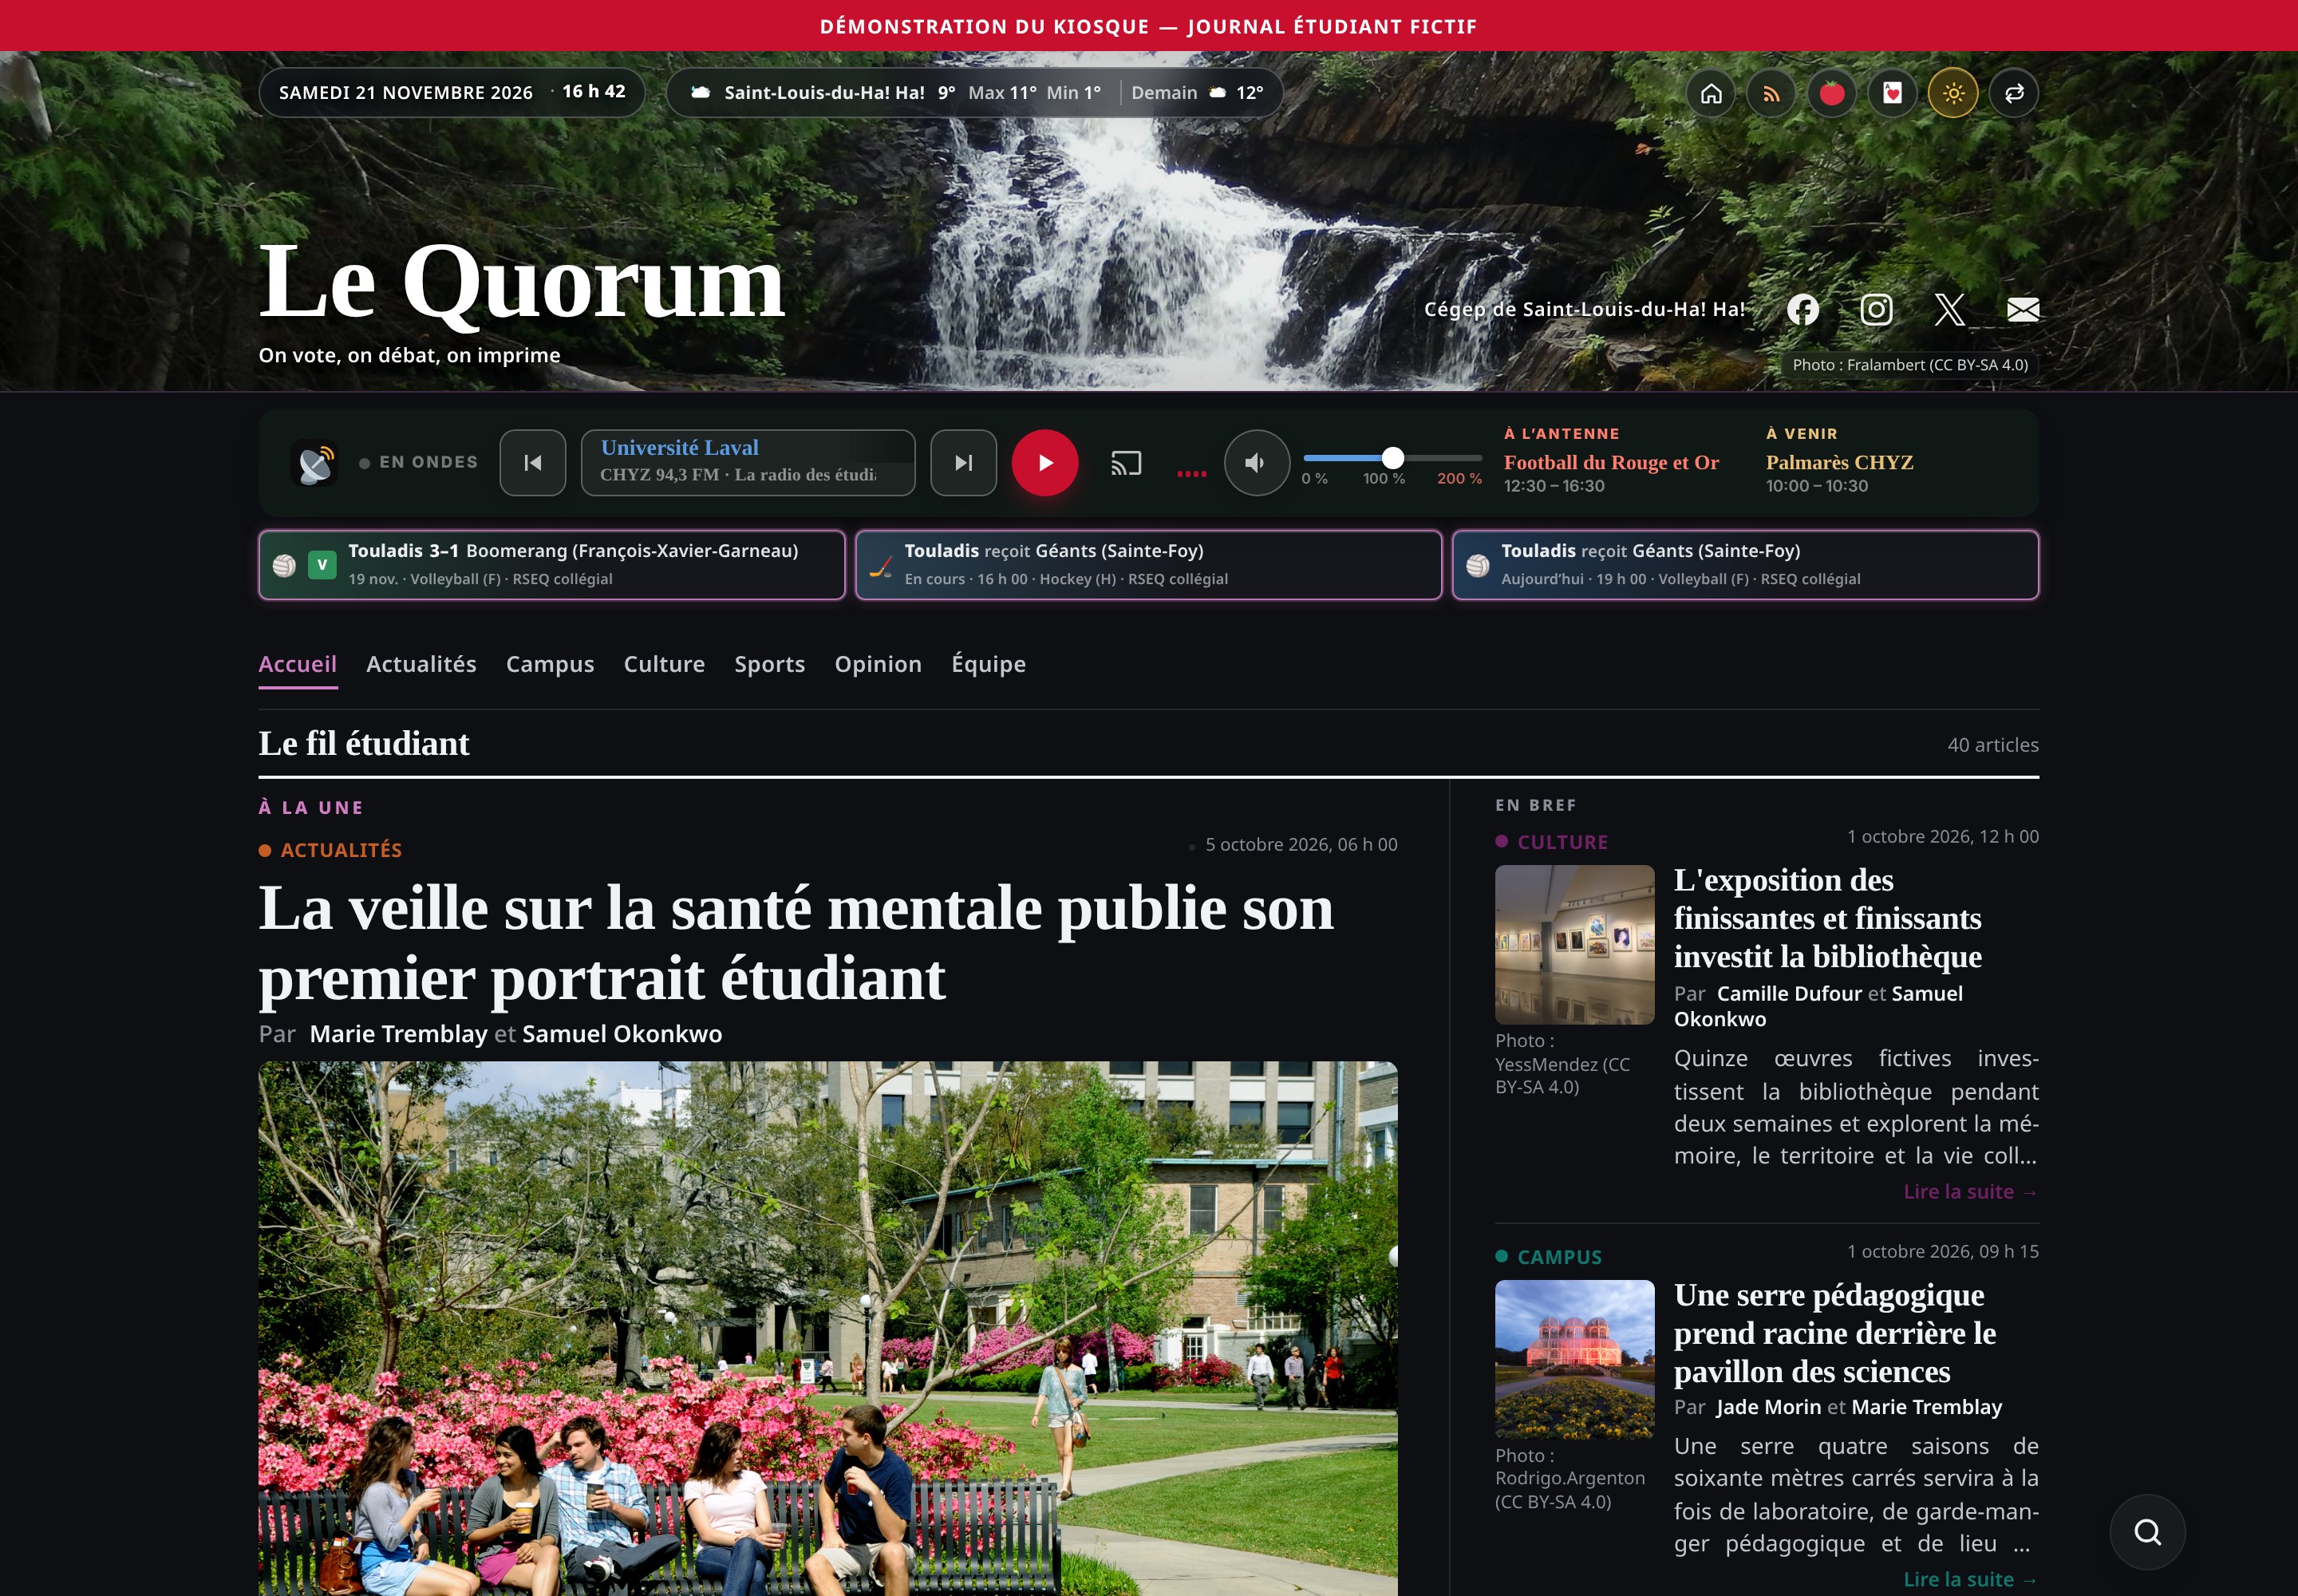 DÉMONSTRATION DU KIOSQUE — JOURNAL ÉTUDIANT FICTIF
SAMEDI 21 NOVEMBRE 2026 · 16 h 42
Saint-Louis-du-Ha! Ha! 9° Max 11° Min 1° Demain 12°
Le Quorum
On vote, on débat, on imprime
Cégep de Saint-Louis-du-Ha! Ha!
Photo : Fralambert (CC BY-SA 4.0)
EN ONDES
Université Laval
CHYZ 94,3 FM · La radio des étudia
0 % 100 % 200 %
À L’ANTENNE
Football du Rouge et Or
12:30 – 16:30
À VENIR
Palmarès CHYZ
10:00 – 10:30
V
Touladis 3–1 Boomerang (François-Xavier-Garneau)
19 nov. · Volleyball (F) · RSEQ collégial
Touladis reçoit Géants (Sainte-Foy)
En cours · 16 h 00 · Hockey (H) · RSEQ collégial
Touladis reçoit Géants (Sainte-Foy)
Aujourd’hui · 19 h 00 · Volleyball (F) · RSEQ collégial
Accueil Actualités Campus Culture Sports Opinion Équipe
Le fil étudiant
40 articles
À LA UNE
ACTUALITÉS
5 octobre 2026, 06 h 00
La veille sur la santé mentale publie son
premier portrait étudiant
Par Marie Tremblay et Samuel Okonkwo
EN BREF
CULTURE
1 octobre 2026, 12 h 00
L'exposition des
finissantes et finissants
investit la bibliothèque
Par Camille Dufour et Samuel
Okonkwo
Photo :
YessMendez (CC
BY-SA 4.0)
Quinze œuvres fictives inves-
tissent la bibliothèque pendant
deux semaines et explorent la mé-
moire, le territoire et la vie coll…
Lire la suite →
CAMPUS
1 octobre 2026, 09 h 15
Une serre pédagogique
prend racine derrière le
pavillon des sciences
Par Jade Morin et Marie Tremblay
Photo :
Rodrigo.Argenton
(CC BY-SA 4.0)
Une serre quatre saisons de
soixante mètres carrés servira à la
fois de laboratoire, de garde-man-
ger pédagogique et de lieu …
Lire la suite →